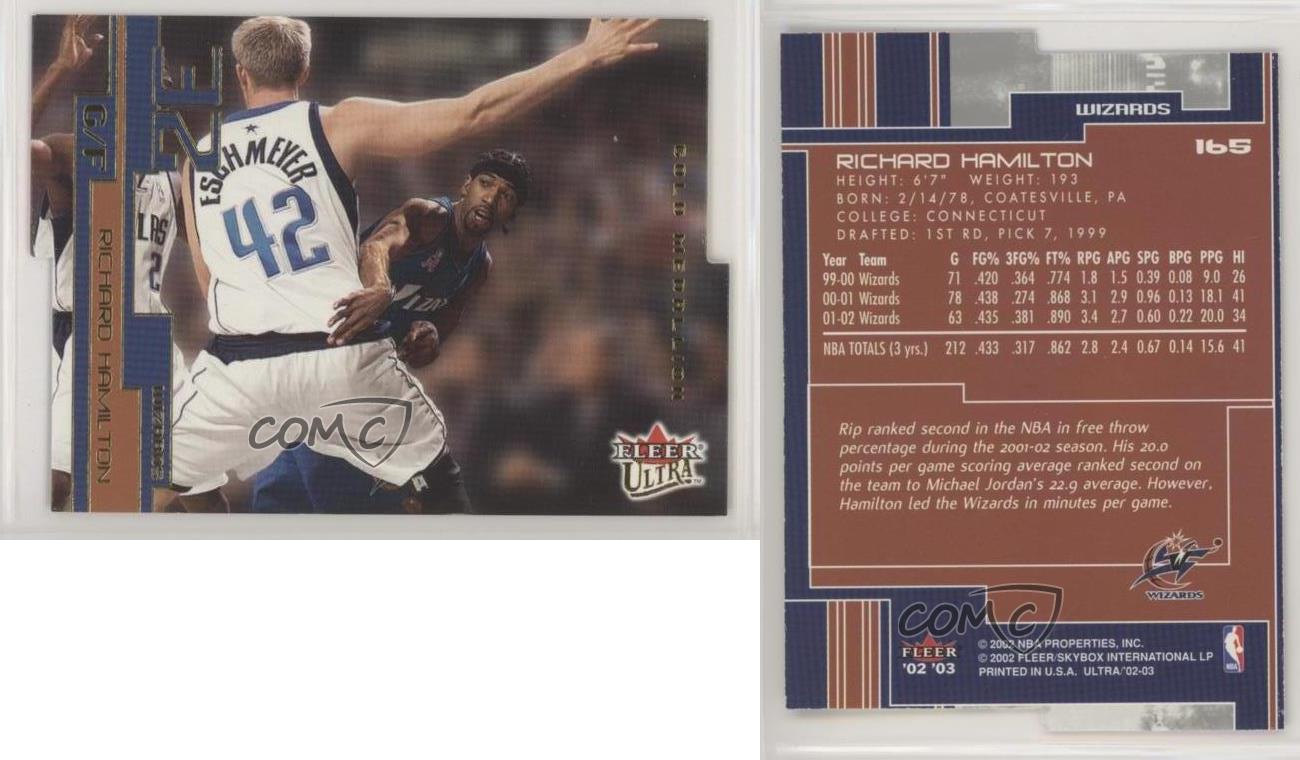 32
G/F
RICHARD HAMILTON
WIZARDS
ESCHMEYER
42
LAS
2
GOLD MEDALLION
FLEER
ULTRA
TM
COMC
WIZARDS
165
RICHARD HAMILTON
HEIGHT: 6'7" WEIGHT: 193
BORN: 2/14/78, COATESVILLE, PA
COLLEGE: CONNECTICUT
DRAFTED: 1ST RD, PICK 7, 1999
Year Team G FG% 3FG% FT% RPG APG SPG BPG PPG HI
99-00 Wizards 71 .420 .364 .774 1.8 1.5 0.39 0.08 9.0 26
00-01 Wizards 78 .438 .274 .868 3.1 2.9 0.96 0.13 18.1 41
01-02 Wizards 63 .435 .381 .890 3.4 2.7 0.60 0.22 20.0 34
NBA TOTALS (3 yrs.) 212 .433 .317 .862 2.8 2.4 0.67 0.14 15.6 41
Rip ranked second in the NBA in free throw
percentage during the 2001-02 season. His 20.0
points per game scoring average ranked second on
the team to Michael Jordan's 22.9 average. However,
Hamilton led the Wizards in minutes per game.
WIZARDS
COMC
FLEER
'02 '03
© 2002 NBA PROPERTIES, INC.
© 2002 FLEER/SKYBOX INTERNATIONAL LP
PRINTED IN U.S.A. ULTRA/'02-03
NBA